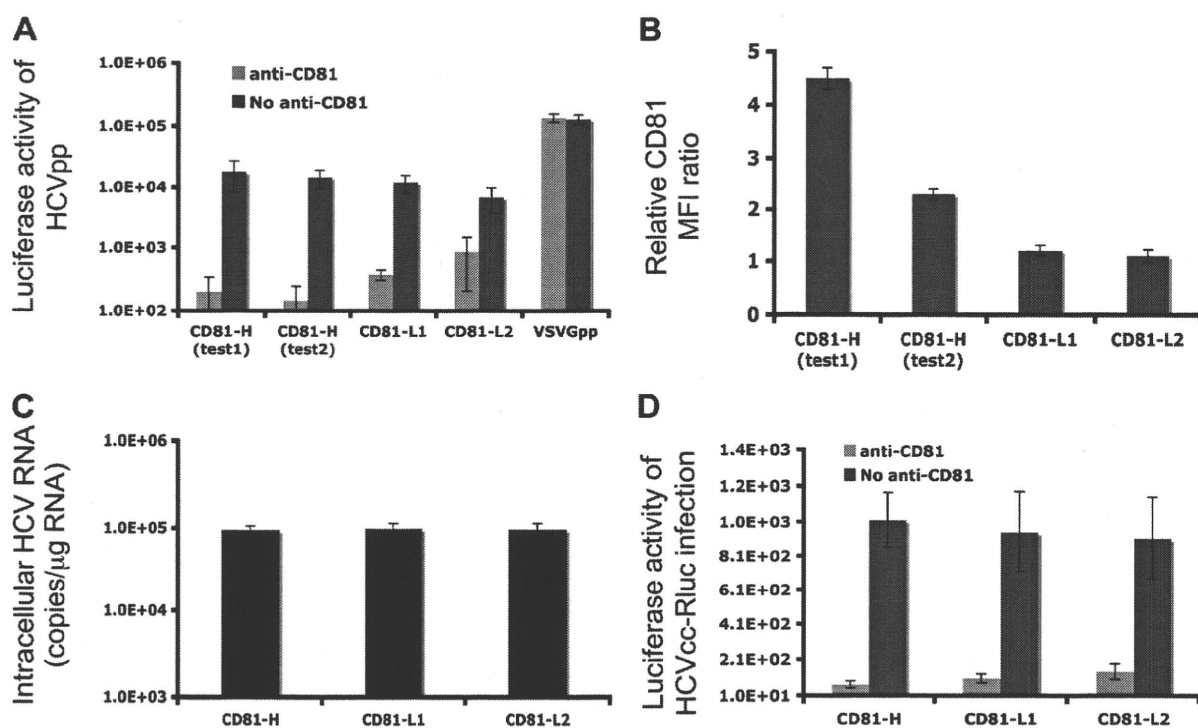 A
Luciferase activity of
HCVpp
1.0E+06
1.0E+05
1.0E+04
1.0E+03
1.0E+02
anti-CD81
No anti-CD81
CD81-H
(test1)
CD81-H
(test2)
CD81-L1
CD81-L2
VSVGpp
B
Relative CD81
MFI ratio
5
4
3
2
1
0
CD81-H
(test1)
CD81-H
(test2)
CD81-L1
CD81-L2
C
Intracellular HCV RNA
(copies/μg RNA)
1.0E+06
1.0E+05
1.0E+04
1.0E+03
CD81-H
CD81-L1
CD81-L2
D
Luciferase activity of
HCVcc-Rluc infection
1.4E+03
1.2E+03
1.0E+03
8.1E+02
6.1E+02
4.1E+02
2.1E+02
1.0E+01
anti-CD81
No anti-CD81
CD81-H
CD81-L1
CD81-L2